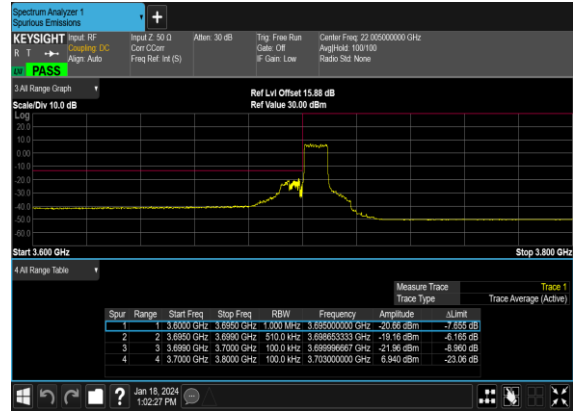 Spectrum Analyzer 1
Spurious Emissions
KEYSIGHT Input: RF Input Z: 50 Ω Atten: 30 dB Trig: Free Run Center Freq: 22.005000000 GHz
R T Coupling: DC Corr CCorr Gate: Off Avg|Hold: 100/100
Align: Auto Freq Ref: Int (S) IF Gain: Low Radio Std: None
PASS
3 All Range Graph
Ref Lvl Offset 15.88 dB
Scale/Div 10.0 dB Ref Value 30.00 dBm
Log
20.0
10.0
0.00
-10.0
-20.0
-30.0
-40.0
-50.0
-60.0
Start 3.600 GHz Stop 3.800 GHz
4 All Range Table
Measure Trace Trace 1
Trace Type Trace Average (Active)
Spur Range Start Freq Stop Freq RBW Frequency Amplitude ΔLimit
1 1 3.6000 GHz 3.6950 GHz 1.000 MHz 3.695000000 GHz -20.66 dBm -7.655 dB
2 2 3.6950 GHz 3.6990 GHz 510.0 kHz 3.698653333 GHz -19.16 dBm -6.165 dB
3 3 3.6990 GHz 3.7000 GHz 100.0 kHz 3.699996667 GHz -21.96 dBm -8.960 dB
4 4 3.7000 GHz 3.8000 GHz 100.0 kHz 3.703000000 GHz 6.940 dBm -23.06 dB
Jan 18, 2024
1:02:27 PM